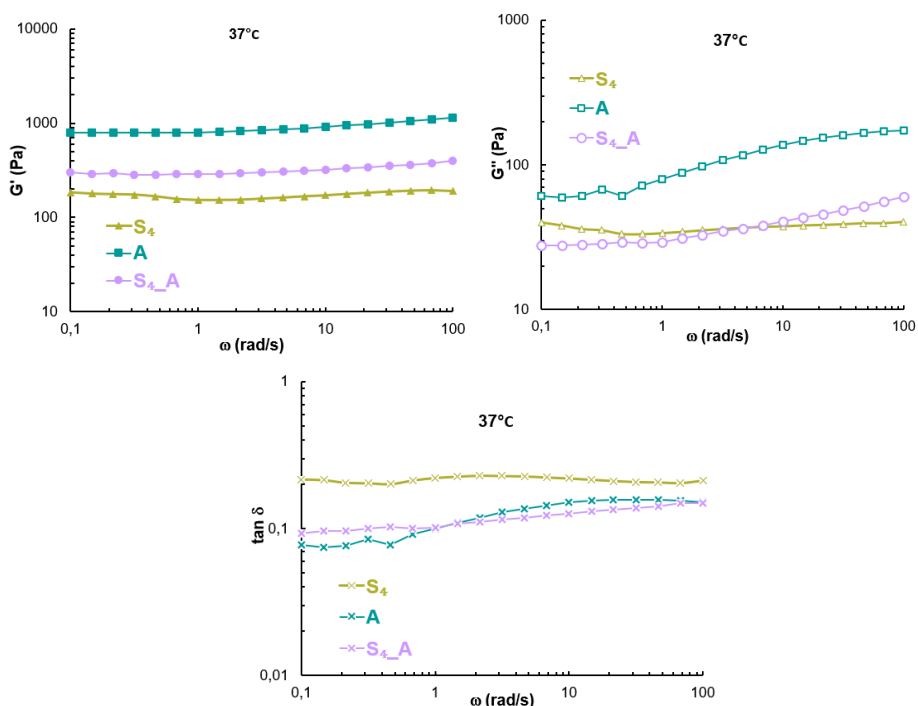 37°C
10000
1000
100
10
G' (Pa)
S₄
A
S₄_A
0,1 1 10 100
ω (rad/s)
37°C
1000
100
10
G" (Pa)
S₄
A
S₄_A
0,1 1 10 100
ω (rad/s)
37°C
1
0,1
0,01
tan δ
S₄
A
S₄_A
0,1 1 10 100
ω (rad/s)